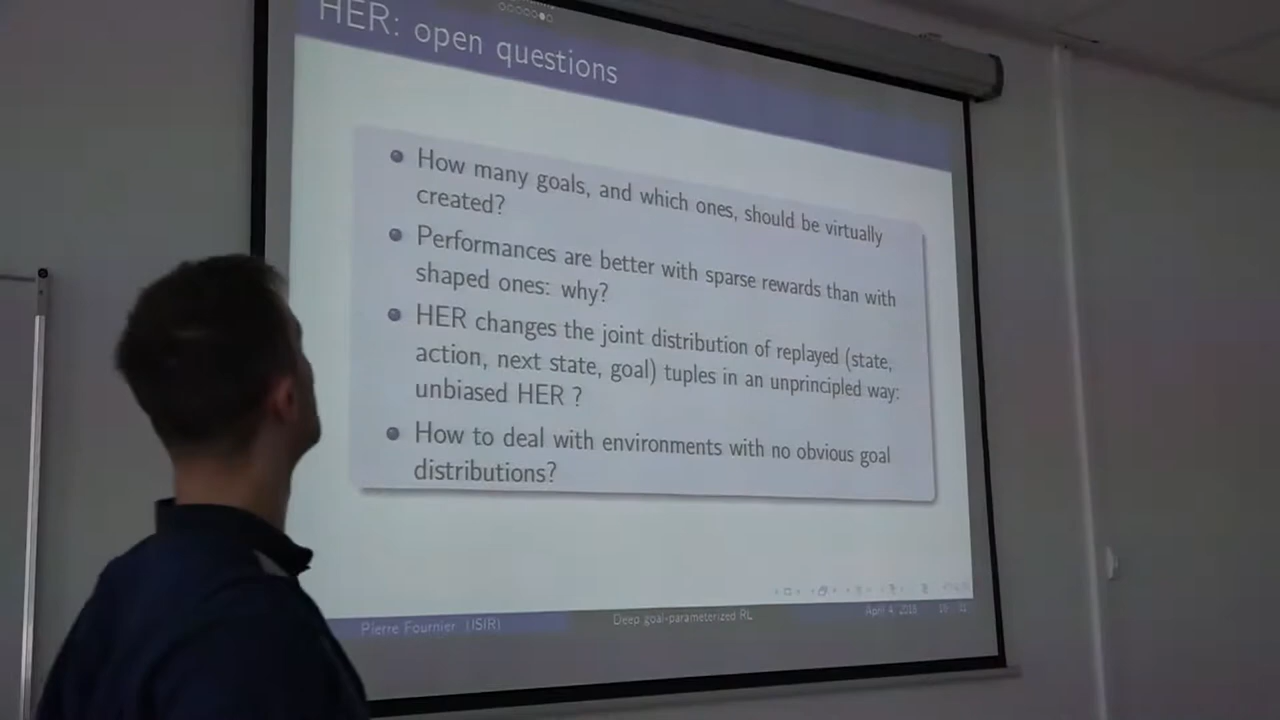 HER: open questions
How many goals, and which ones, should be virtually
created?
Performances are better with sparse rewards than with
shaped ones: why?
HER changes the joint distribution of replayed (state,
action, next state, goal) tuples in an unprincipled way:
unbiased HER ?
How to deal with environments with no obvious goal
distributions?
Pierre Fournier (ISIR)
Deep goal-parameterized RL
April 4, 2018